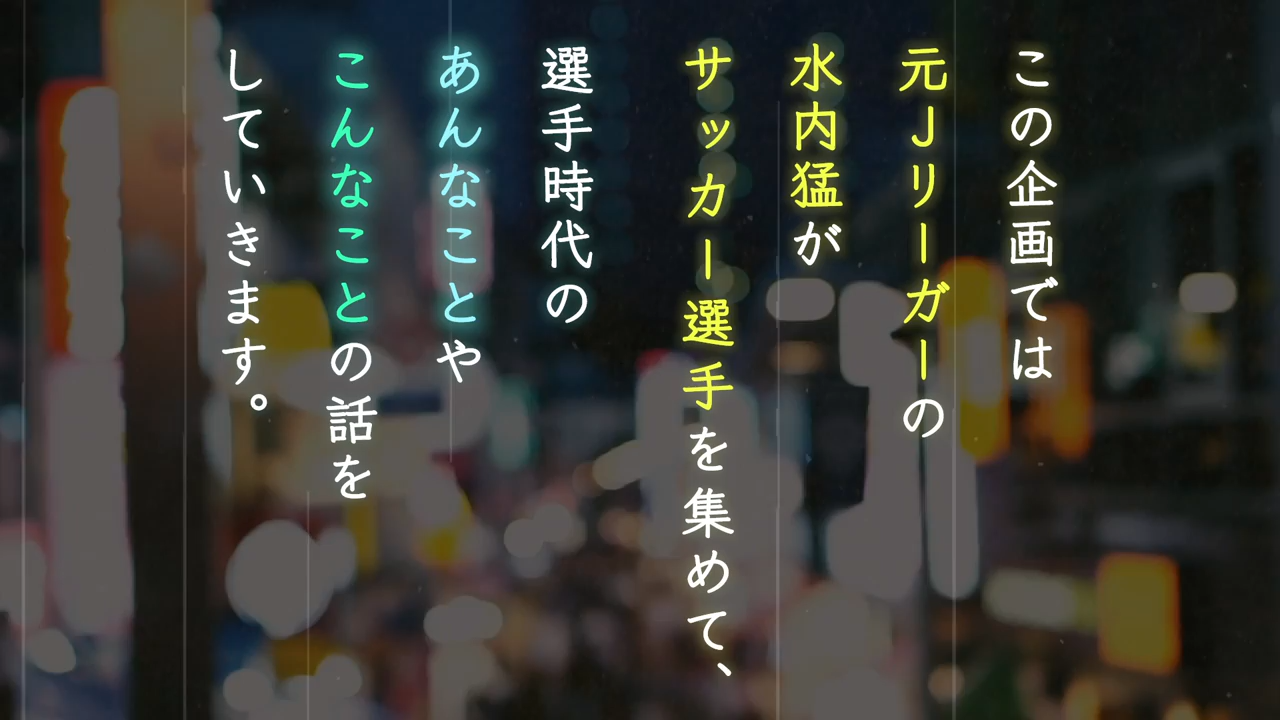 この企画では
元Jリーガーの
水内猛が
サッカー選手を集めて、
選手時代の
あんなことや
こんなことの話を
していきます。